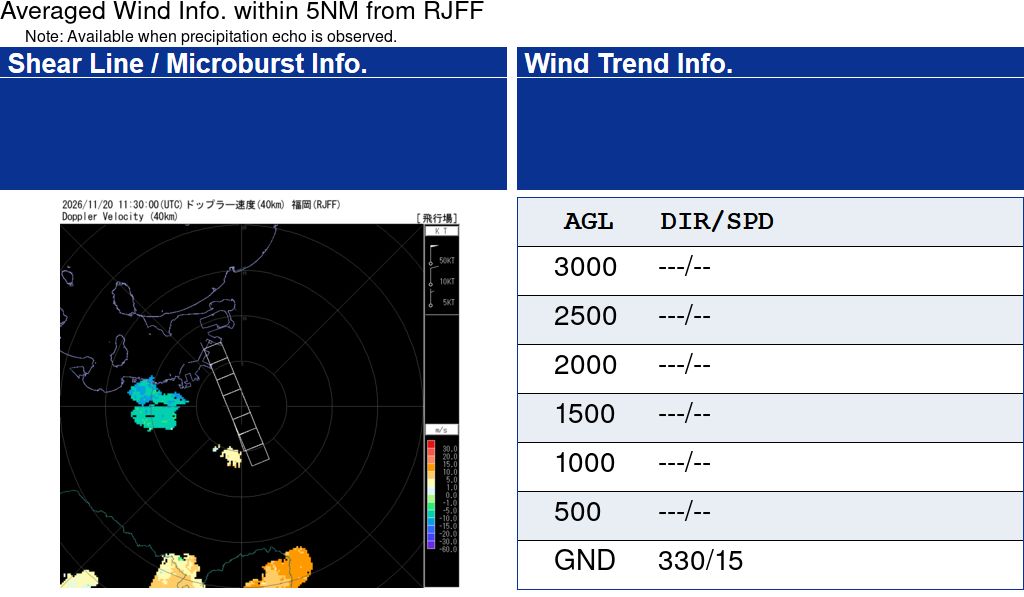 Averaged Wind Info. within 5NM from RJFF
Note: Available when precipitation echo is observed.
Shear Line / Microburst Info.
Wind Trend Info.
2026/11/20 11:30:00(UTC) ドップラー速度(40km) 福岡(RJFF)
Doppler Velocity (40km)
[飛行場]
KT
50KT
10KT
5KT
m/s
30.0
20.0
15.0
10.0
5.0
1.0
0.0
-1.0
-5.0
-10.0
-15.0
-20.0
-30.0
-60.0
AGL DIR/SPD
3000 ---/--
2500 ---/--
2000 ---/--
1500 ---/--
1000 ---/--
500 ---/--
GND 330/15